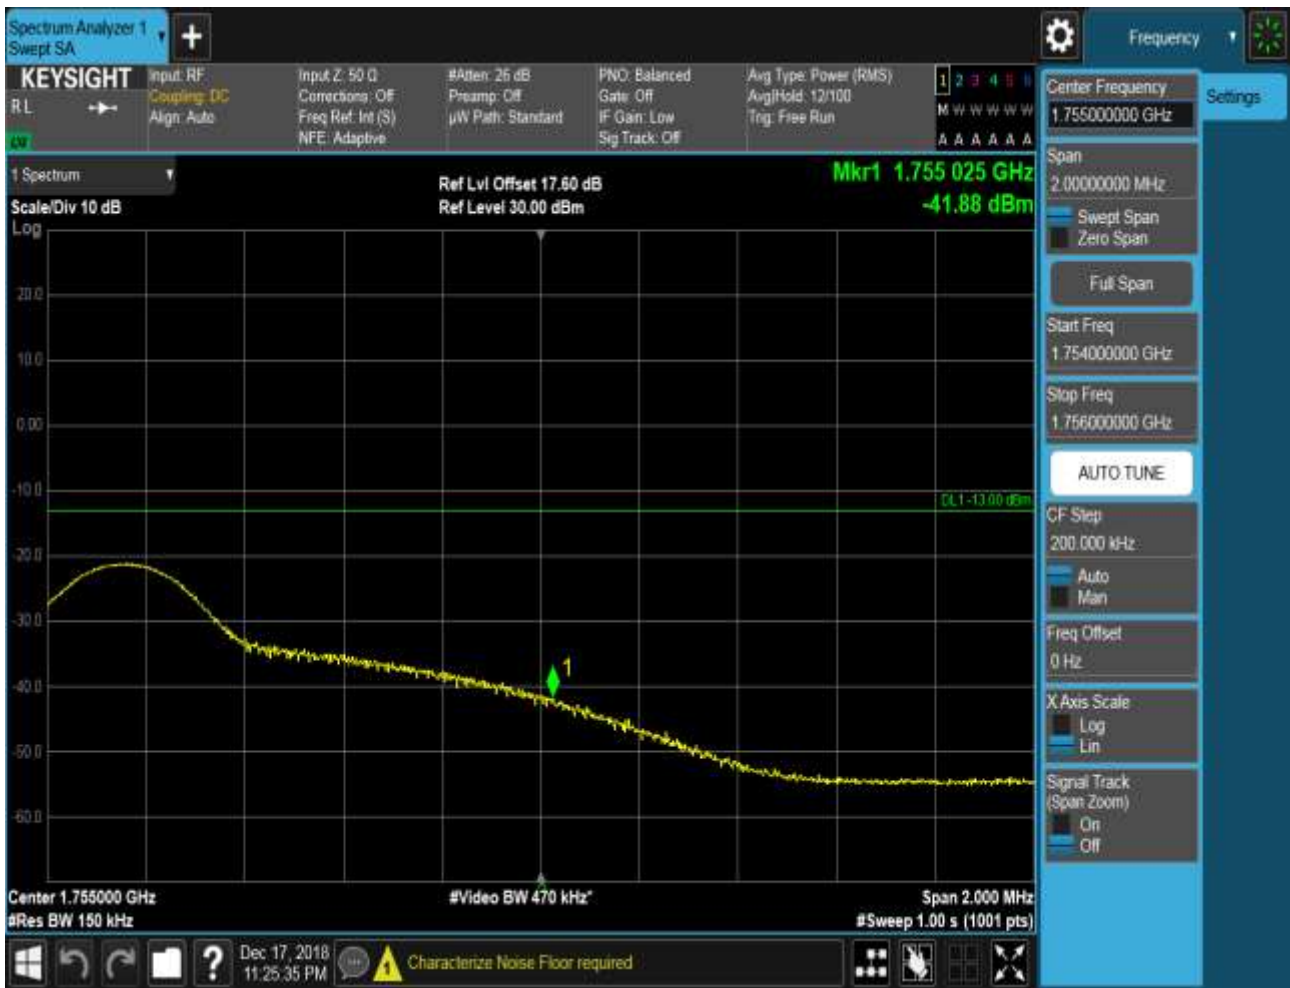 Spectrum Analyzer 1
Swept SA
Frequency
KEYSIGHT
R L
Input: RF
Coupling: DC
Align: Auto
Input Z: 50 Ω
Corrections: Off
Freq Ref: Int (S)
NFE: Adaptive
#Atten: 26 dB
Preamp: Off
µW Path: Standard
PNO: Balanced
Gate: Off
IF Gain: Low
Sig Track: Off
Avg Type: Power (RMS)
Avg|Hold: 12/100
Trig: Free Run
1 2 3 4 5 6
M W W W W W
A A A A A A
1 Spectrum
Scale/Div 10 dB
Log
Ref Lvl Offset 17.60 dB
Ref Level 30.00 dBm
Mkr1 1.755 025 GHz
-41.88 dBm
20.0
10.0
0.00
-10.0
DL1 -13.00 dBm
-20.0
-30.0
1
-40.0
-50.0
-60.0
Center 1.755000 GHz
#Res BW 150 kHz
#Video BW 470 kHz*
Span 2.000 MHz
#Sweep 1.00 s (1001 pts)
Center Frequency
1.755000000 GHz
Settings
Span
2.00000000 MHz
Swept Span
Zero Span
Full Span
Start Freq
1.754000000 GHz
Stop Freq
1.756000000 GHz
AUTO TUNE
CF Step
200.000 kHz
Auto
Man
Freq Offset
0 Hz
X Axis Scale
Log
Lin
Signal Track
(Span Zoom)
On
Off
?
Dec 17, 2018
11:25:35 PM
1
Characterize Noise Floor required